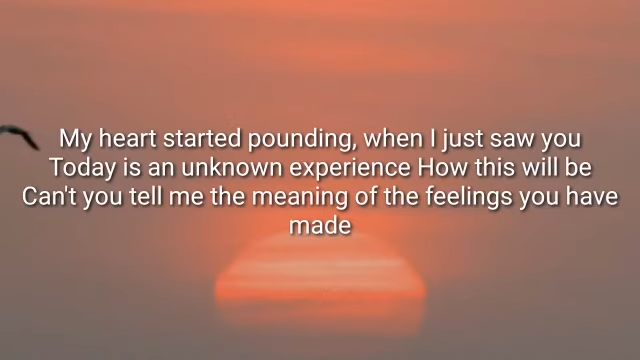 My heart started pounding, when I just saw you
Today is an unknown experience How this will be
Can't you tell me the meaning of the feelings you have
made